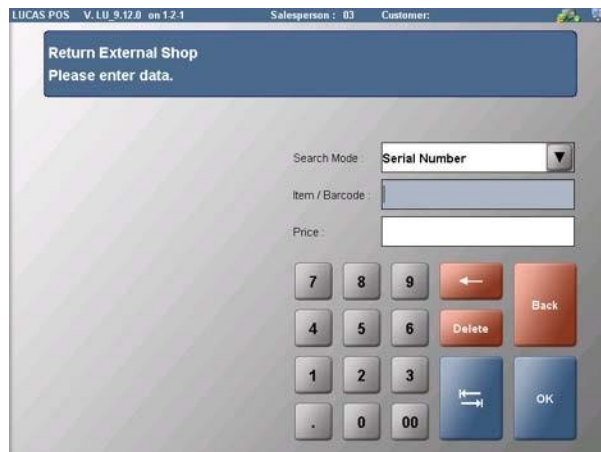 LUCAS POS V. LU_9.12.0 on 1-2-1 Salesperson : 03 Customer:
Return External Shop
Please enter data.
Search Mode : Serial Number
Item / Barcode :
Price :
7 8 9 Back
4 5 6 Delete
1 2 3 OK
. 0 00